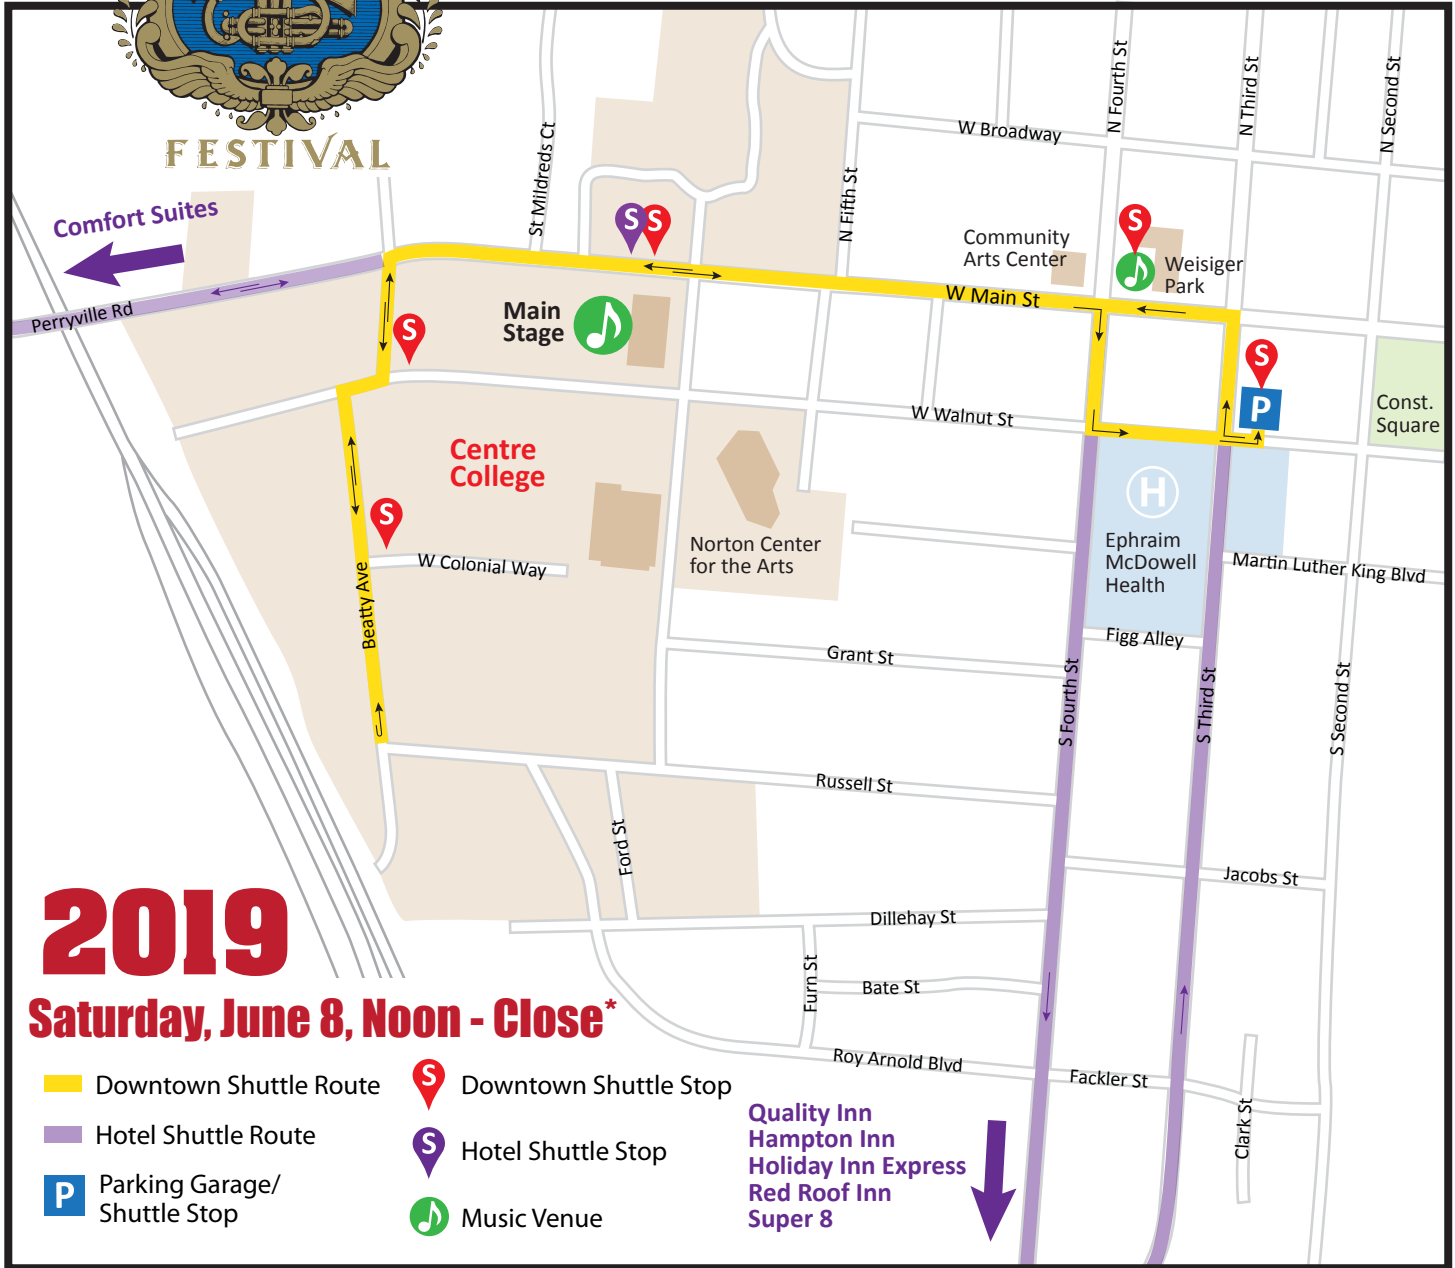 FESTIVAL
Comfort Suites
Perryville Rd
St Mildreds Ct
S
S
N Fifth St
W Broadway
N Fourth St
N Third St
N Second St
Community
Arts Center
S
Weisiger
Park
W Main St
Main
Stage
S
S
P
Const.
Square
W Walnut St
Centre
College
S
Norton Center
for the Arts
H
Ephraim
McDowell
Health
Martin Luther King Blvd
W Colonial Way
Beatty Ave
Figg Alley
Grant St
S Fourth St
S Third St
S Second St
Russell St
Ford St
Jacobs St
Dillehay St
Furn St
Bate St
Roy Arnold Blvd
Fackler St
Clark St
2019
Saturday, June 8, Noon - Close*
Downtown Shuttle Route
S
Downtown Shuttle Stop
Hotel Shuttle Route
S
Hotel Shuttle Stop
P
Parking Garage/
Shuttle Stop
Music Venue
Quality Inn
Hampton Inn
Holiday Inn Express
Red Roof Inn
Super 8